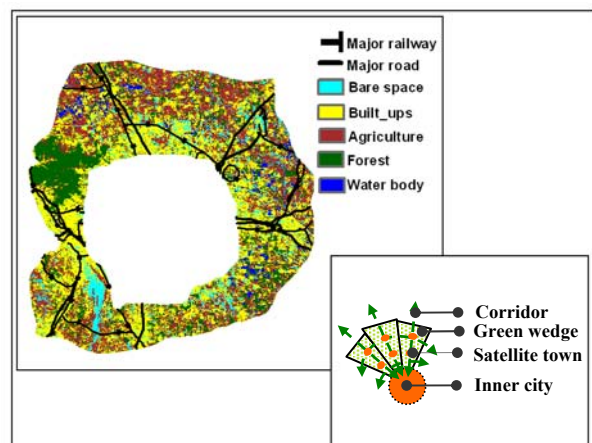 Major railway
Major road
Bare space
Built_ups
Agriculture
Forest
Water body
Corridor
Green wedge
Satellite town
Inner city